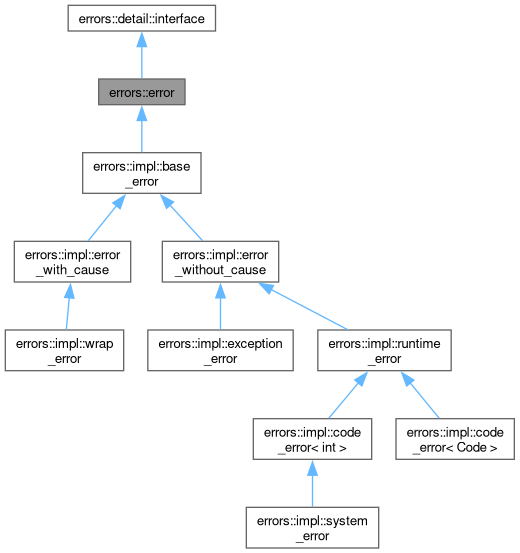 errors::detail::interface
errors::error
errors::impl::base
_error
errors::impl::error
_with_cause
errors::impl::error
_without_cause
errors::impl::wrap
_error
errors::impl::exception
_error
errors::impl::runtime
_error
errors::impl::code
_error< int >
errors::impl::code
_error< Code >
errors::impl::system
_error